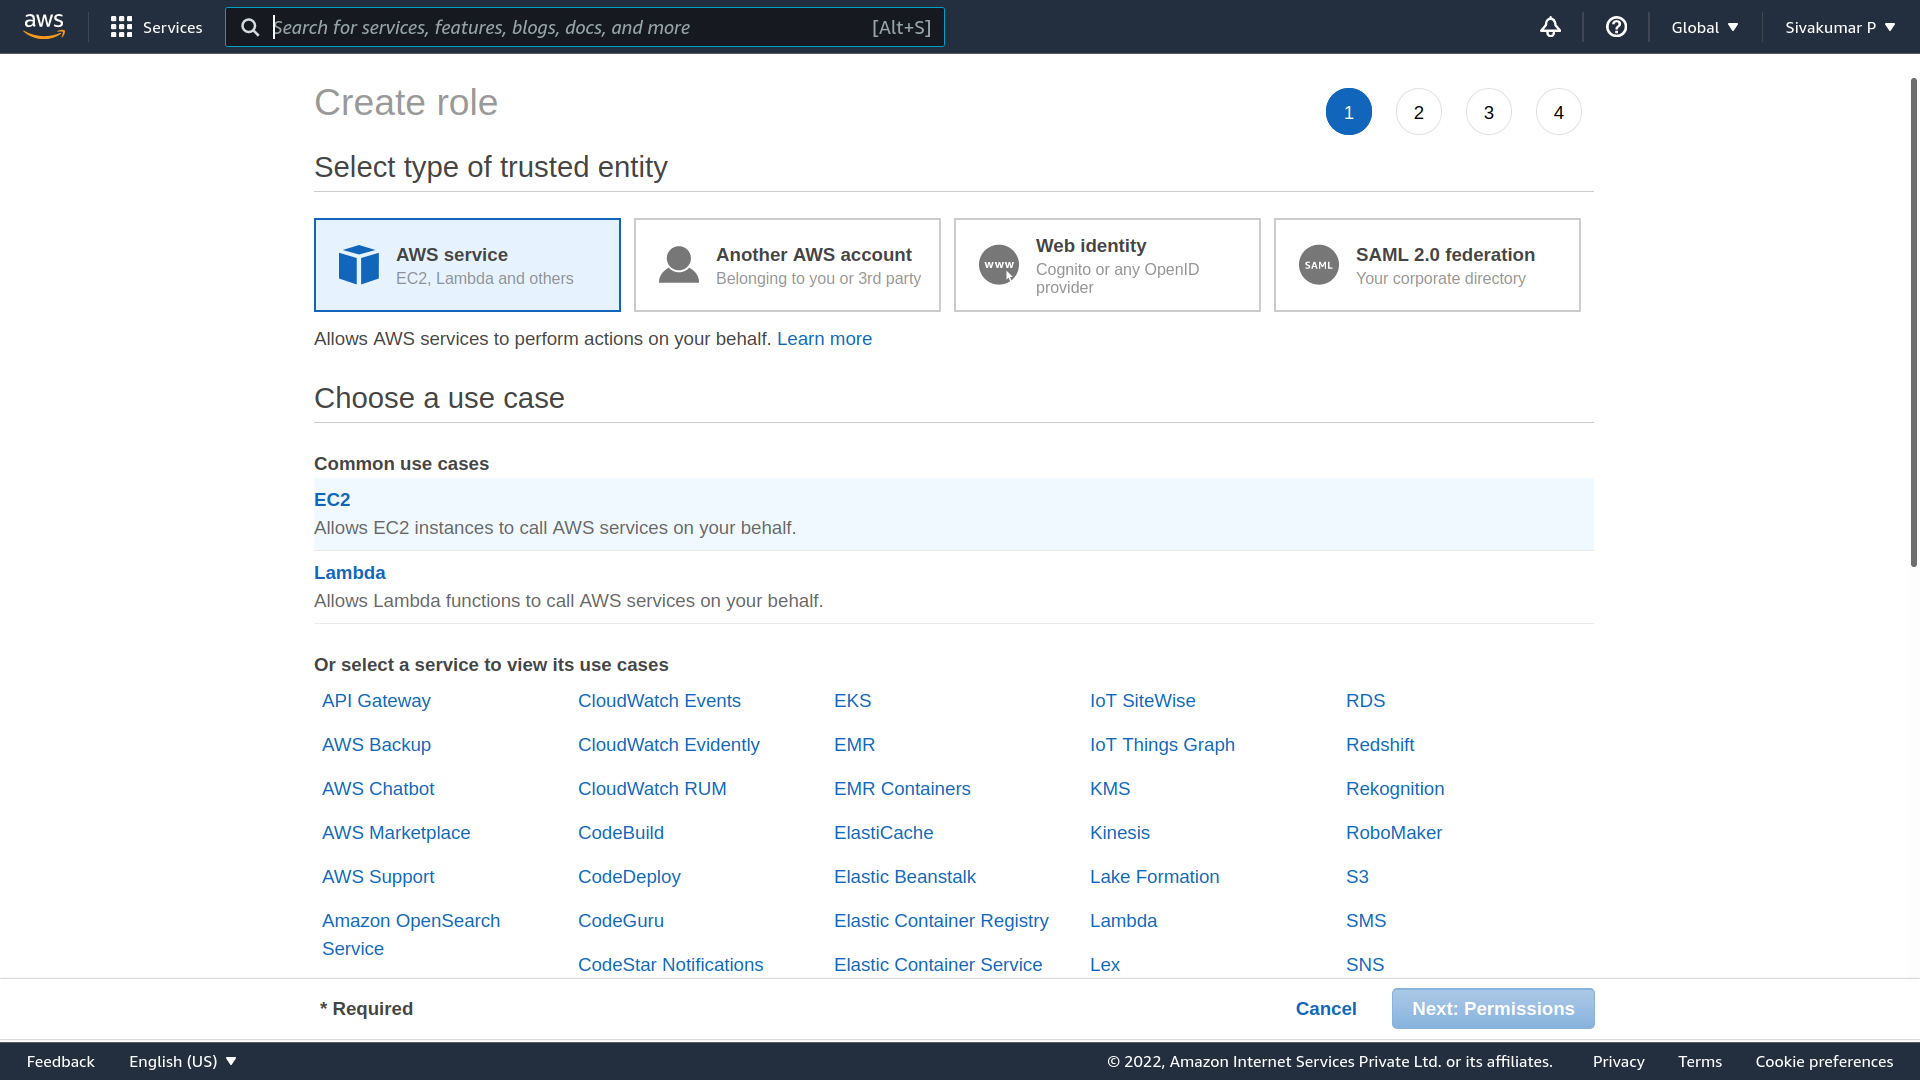 aws Services Search for services, features, blogs, docs, and more [Alt+S] Global Sivakumar P
Create role 1 2 3 4
Select type of trusted entity
AWS service
EC2, Lambda and others
Another AWS account
Belonging to you or 3rd party
WWW
Web identity
Cognito or any OpenID
provider
SAML
SAML 2.0 federation
Your corporate directory
Allows AWS services to perform actions on your behalf. Learn more
Choose a use case
Common use cases
EC2
Allows EC2 instances to call AWS services on your behalf.
Lambda
Allows Lambda functions to call AWS services on your behalf.
Or select a service to view its use cases
API Gateway CloudWatch Events EKS IoT SiteWise RDS
AWS Backup CloudWatch Evidently EMR IoT Things Graph Redshift
AWS Chatbot CloudWatch RUM EMR Containers KMS Rekognition
AWS Marketplace CodeBuild ElastiCache Kinesis RoboMaker
AWS Support CodeDeploy Elastic Beanstalk Lake Formation S3
Amazon OpenSearch CodeGuru Elastic Container Registry Lambda SMS
Service
CodeStar Notifications Elastic Container Service Lex SNS
* Required Cancel Next: Permissions
Feedback English (US) © 2022, Amazon Internet Services Private Ltd. or its affiliates. Privacy Terms Cookie preferences